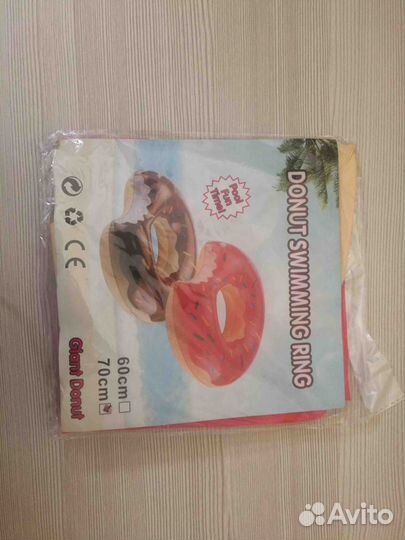 DONUT SWIMMING RING
Pool
Fun
Time!
60cm
70cm
Giant Donut
CE
Avito